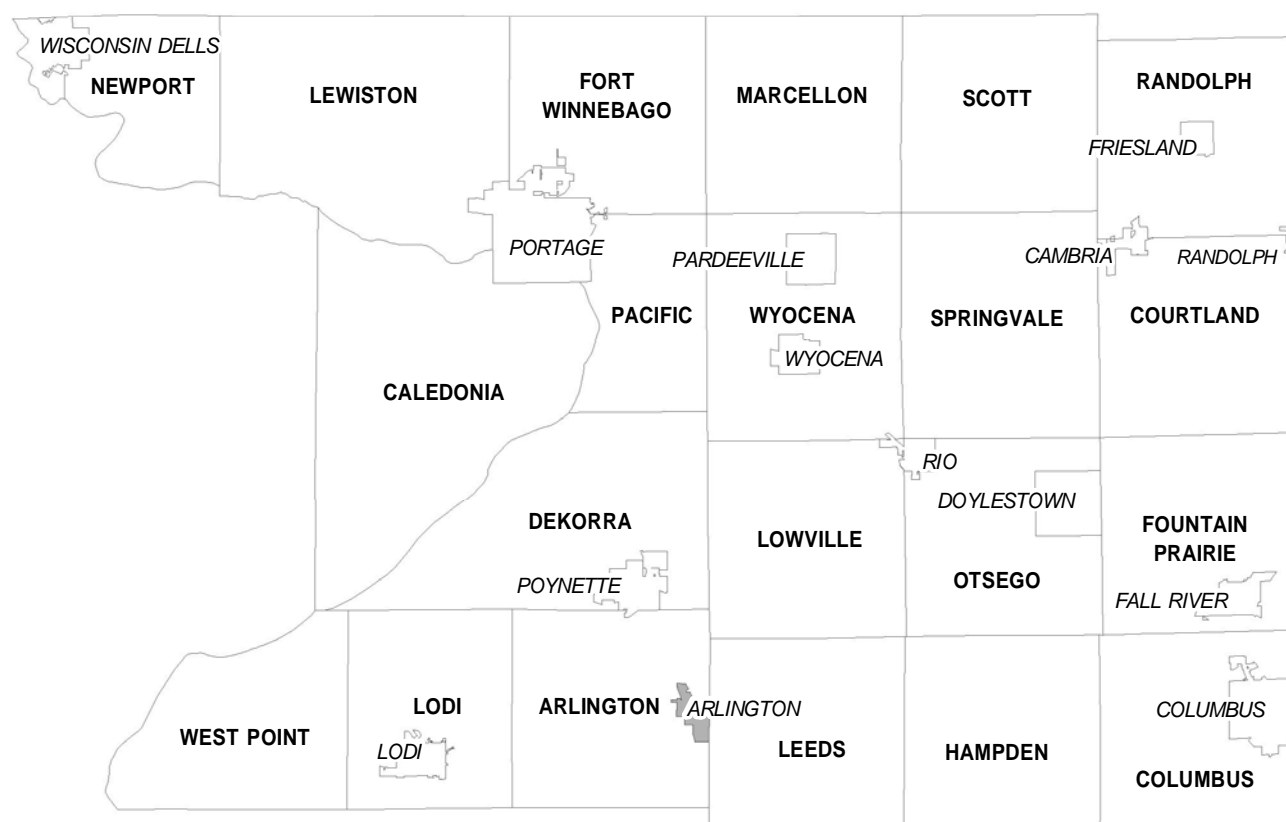 WISCONSIN DELLS
NEWPORT
LEWISTON
FORT
WINNEBAGO
MARCELLON
SCOTT
RANDOLPH
FRIESLAND
PORTAGE
PARDEEVILLE
CAMBRIA
RANDOLPH
PACIFIC
WYOCENA
SPRINGVALE
COURTLAND
WYOCENA
CALEDONIA
RIO
DOYLESTOWN
DEKORRA
LOWVILLE
FOUNTAIN
PRAIRIE
POYNETTE
OTSEGO
FALL RIVER
LODI
ARLINGTON
ARLINGTON
COLUMBUS
WEST POINT
LODI
LEEDS
HAMPDEN
COLUMBUS